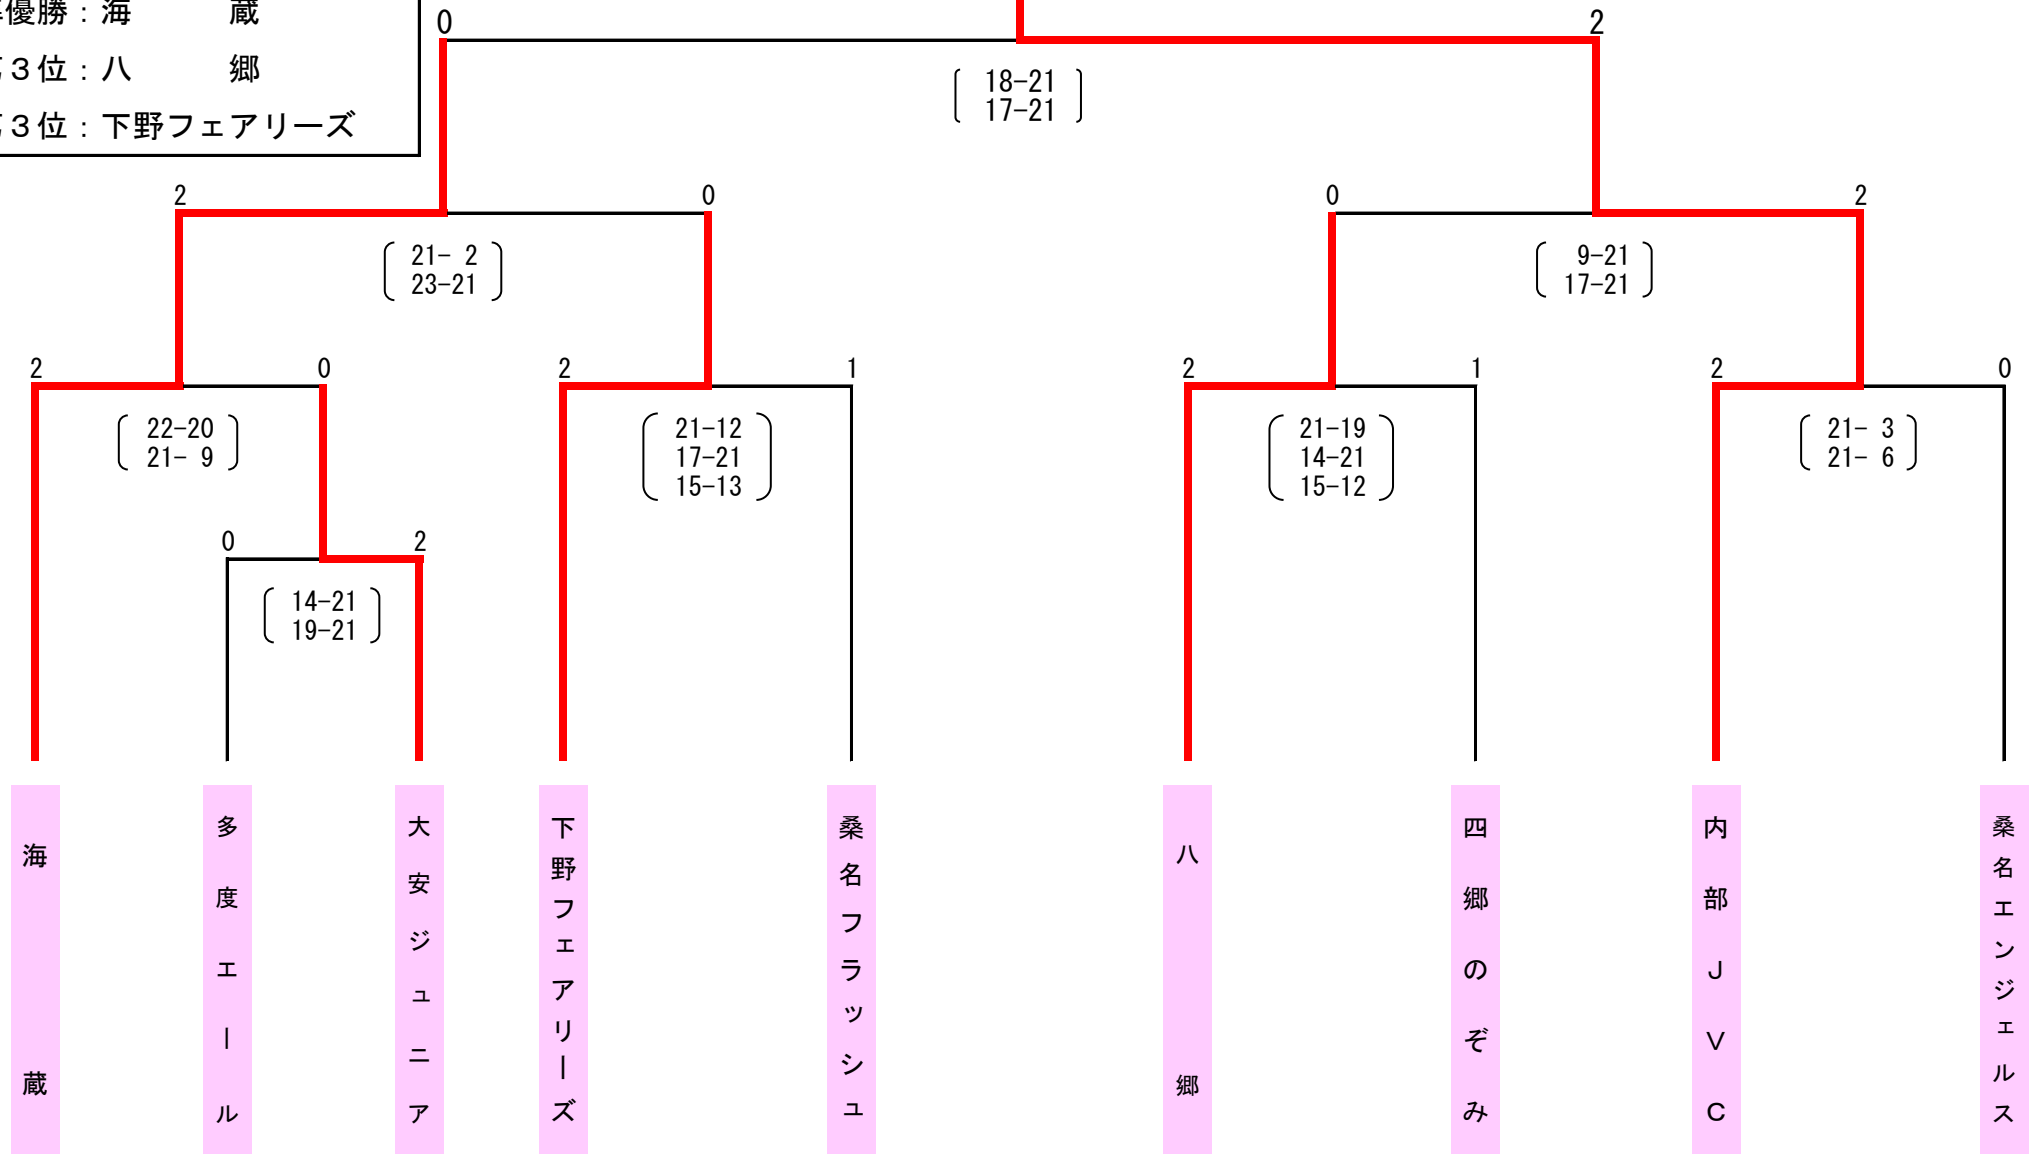 優勝：海　蔵
３位：八　郷
３位：下野フェアリーズ
0
2
18-21
17-21
2
0
0
2
21- 2
23-21
9-21
17-21
2
0
2
1
2
1
2
0
22-20
21- 9
21-12
17-21
15-13
21-19
14-21
15-12
21- 3
21- 6
0
2
14-21
19-21
海蔵
多度エール
大安ジュニア
下野フェアリーズ
桑名フラッシュ
八郷
四郷のぞみ
内部ＪＶＣ
桑名エンジェルス